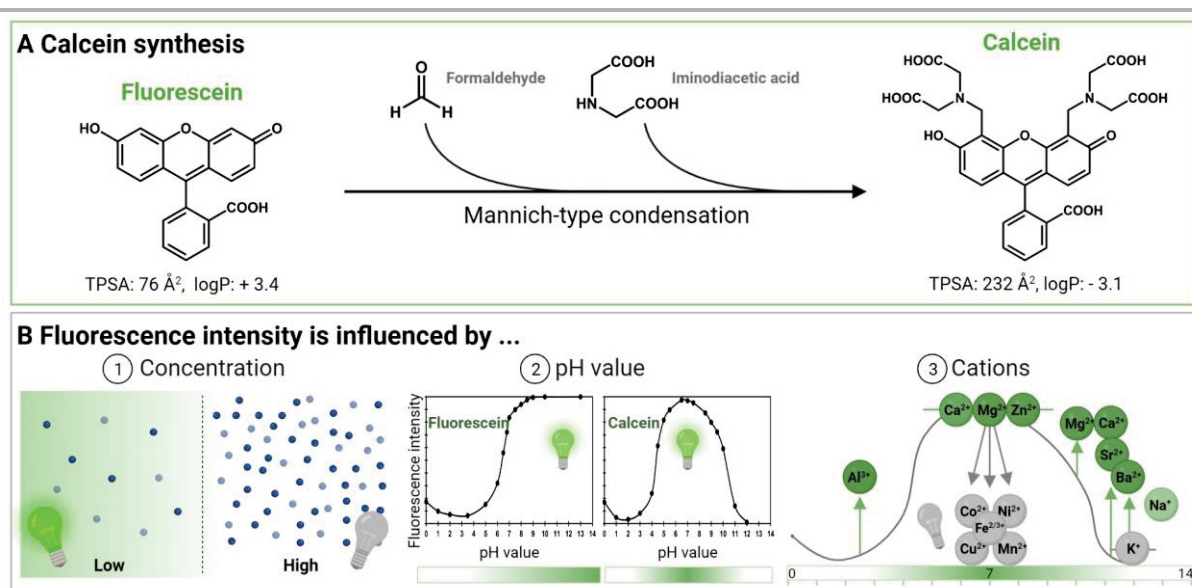 A Calcein synthesis
Fluorescein
HO
O
O
COOH
TPSA: 76 Å², logP: + 3.4
O
H H
Formaldehyde
COOH
HN COOH
Iminodiacetic acid
Mannich-type condensation
Calcein
HOOC COOH
HOOC N N COOH
HO O O
COOH
TPSA: 232 Å², logP: - 3.1
B Fluorescence intensity is influenced by ...
1 Concentration
Low High
2 pH value
Fluorescence intensity
Fluorescein
0 1 2 3 4 5 6 7 8 9 10 11 12 13 14
pH value
Calcein
0 1 2 3 4 5 6 7 8 9 10 11 12 13 14
pH value
3 Cations
Ca²⁺ Mg²⁺ Zn²⁺
Mg²⁺ Ca²⁺
Sr²⁺
Ba²⁺
Al³⁺
Na⁺
Co²⁺ Ni²⁺
Fe²/³⁺
Cu²⁺ Mn²⁺
K⁺
0 7 14